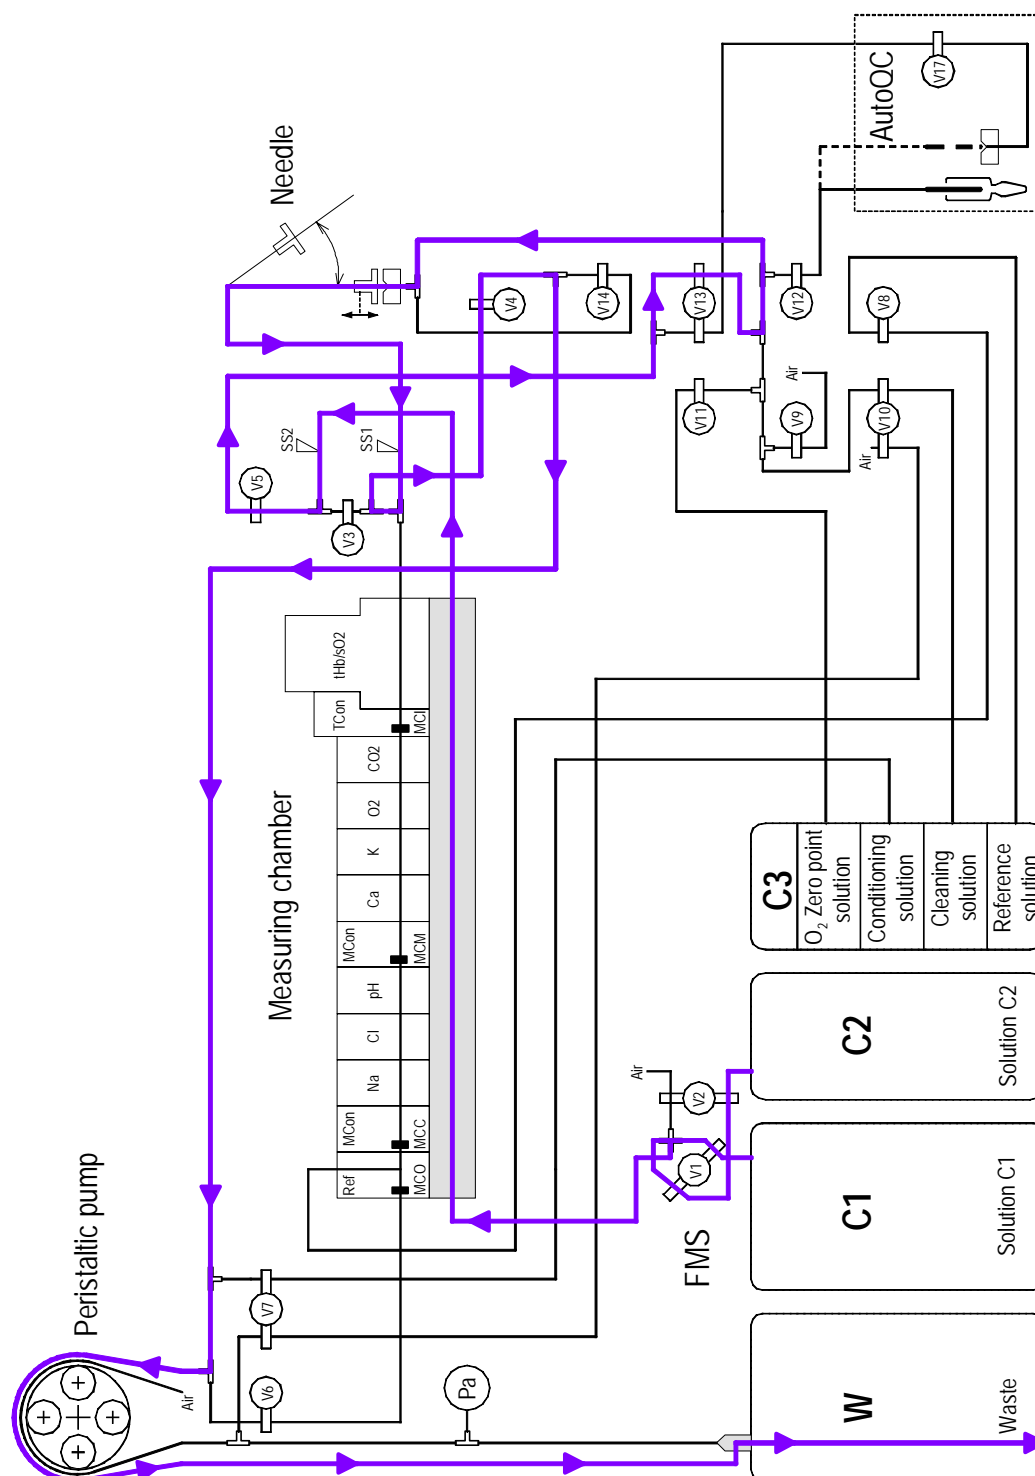 AutoQC
V17
Needle
V4
V14
V13
V12
V8
Air
V11
V9
V10
Air
SS2
SS1
V5
V3
Measuring chamber
tHb/sO2
TCon
MCI
CO2
O2
K
Ca
MCon
MCM
pH
Cl
Na
MCon
MCC
Ref
MCO
C3
O2 Zero point
solution
Conditioning
solution
Cleaning
solution
Reference
solution
C2
Solution C2
Air
V2
V1
FMS
C1
Solution C1
Peristaltic pump
Air
V7
V6
Pa
W
Waste